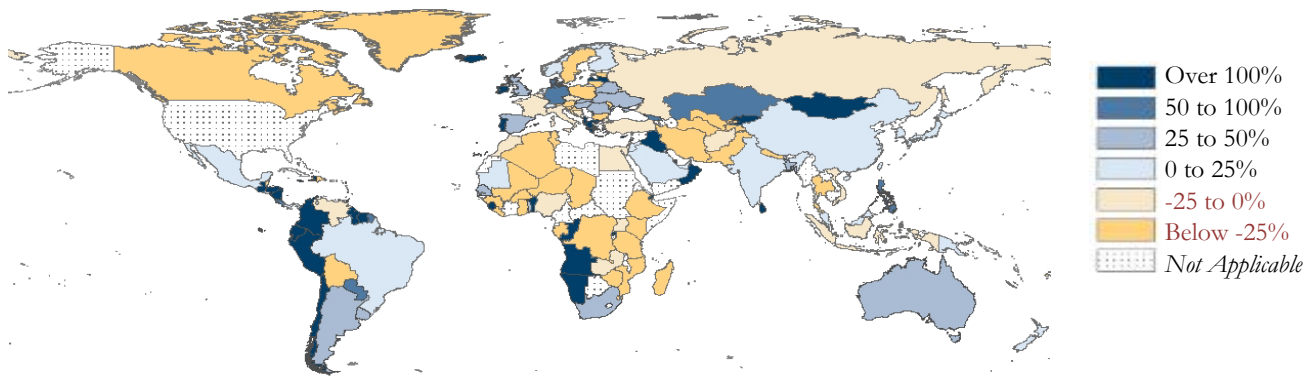 Over 100%
50 to 100%
25 to 50%
0 to 25%
-25 to 0%
Below -25%
Not Applicable